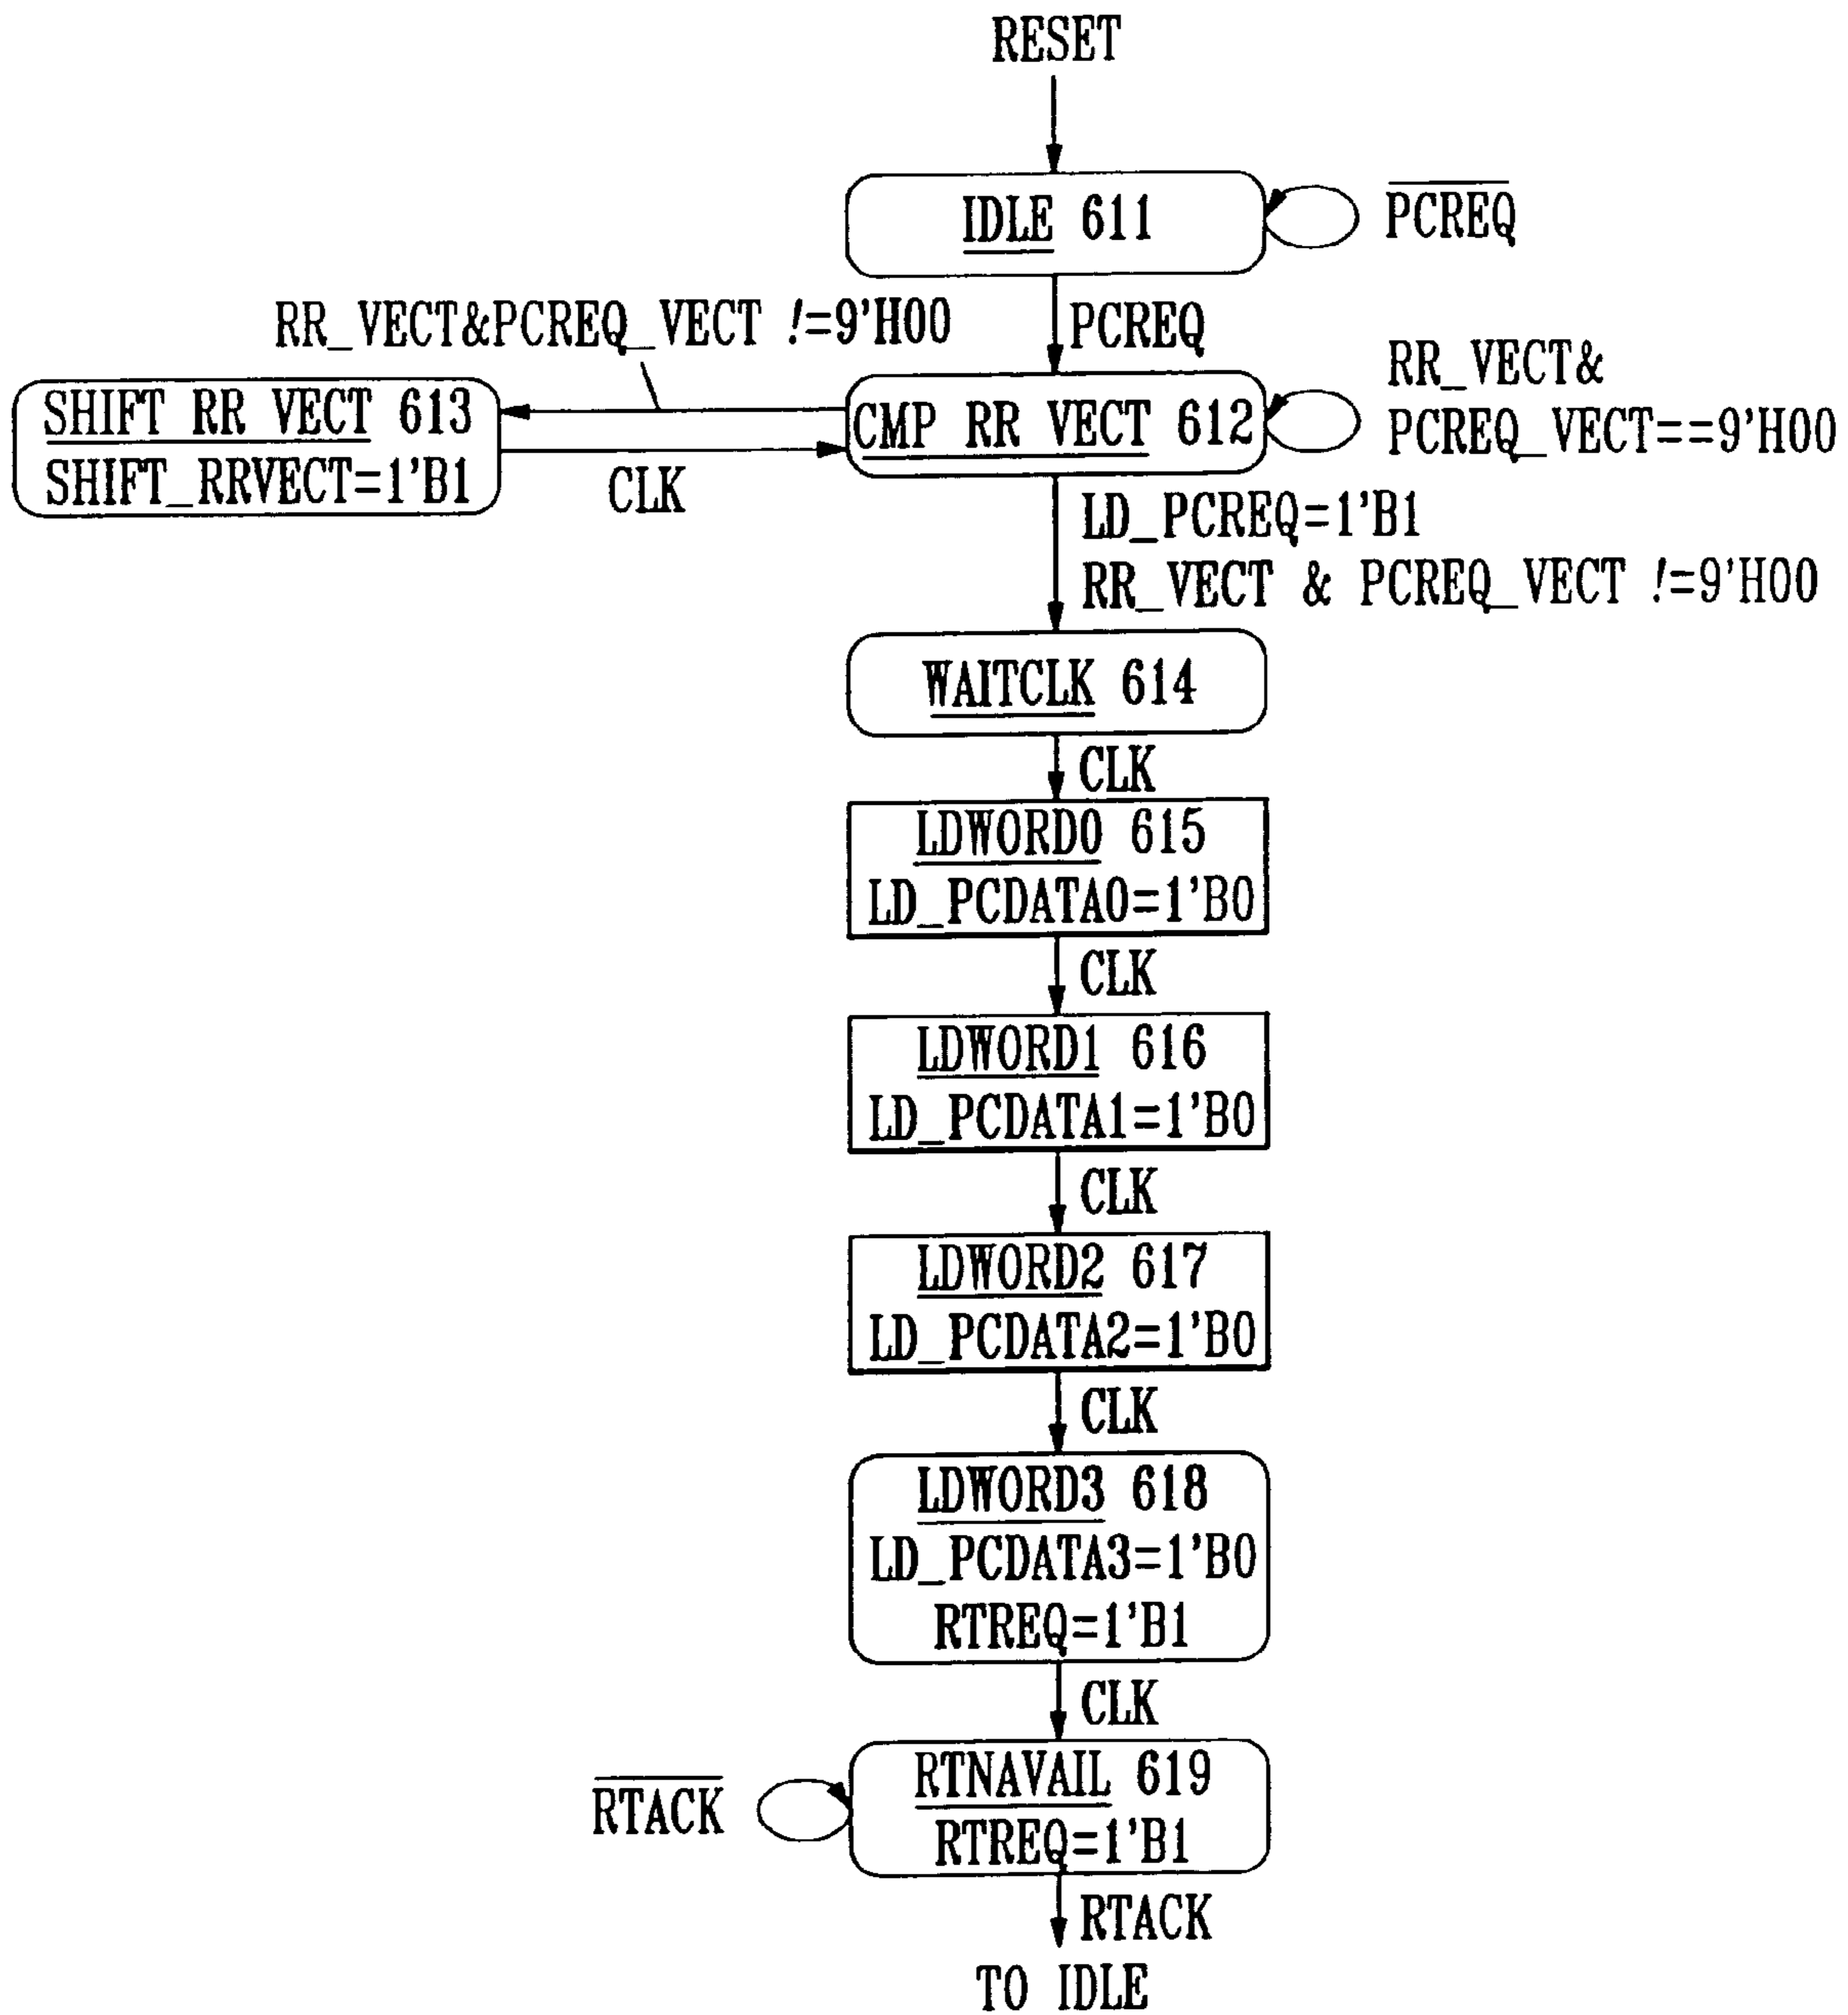 RESET
IDLE 611
PCREQ
PCREQ
RR_VECT&PCREQ_VECT !=9'H00
RR_VECT&
PCREQ_VECT==9'H00
SHIFT RR VECT 613
SHIFT_RRVECT=1'B1
CLK
CMP RR VECT 612
LD_PCREQ=1'B1
RR_VECT & PCREQ_VECT !=9'H00
WAITCLK 614
CLK
LDWORD0 615
LD_PCDATA0=1'B0
CLK
LDWORD1 616
LD_PCDATA1=1'B0
CLK
LDWORD2 617
LD_PCDATA2=1'B0
CLK
LDWORD3 618
LD_PCDATA3=1'B0
RTREQ=1'B1
CLK
RTNAVAIL 619
RTREQ=1'B1
RTACK
RTACK
TO IDLE